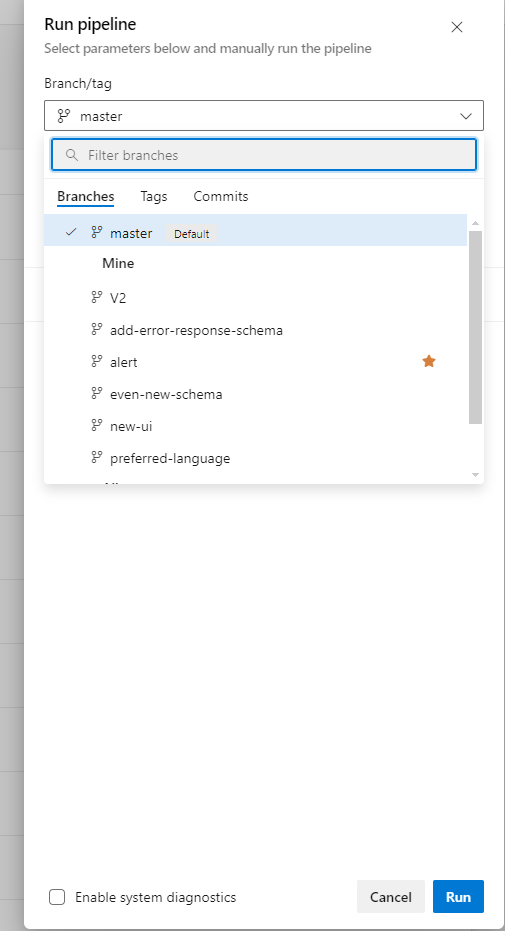 Run pipeline
Select parameters below and manually run the pipeline
Branch/tag
master
Filter branches
Branches Tags Commits
master Default
Mine
V2
add-error-response-schema
alert
even-new-schema
new-ui
preferred-language
Enable system diagnostics Cancel Run